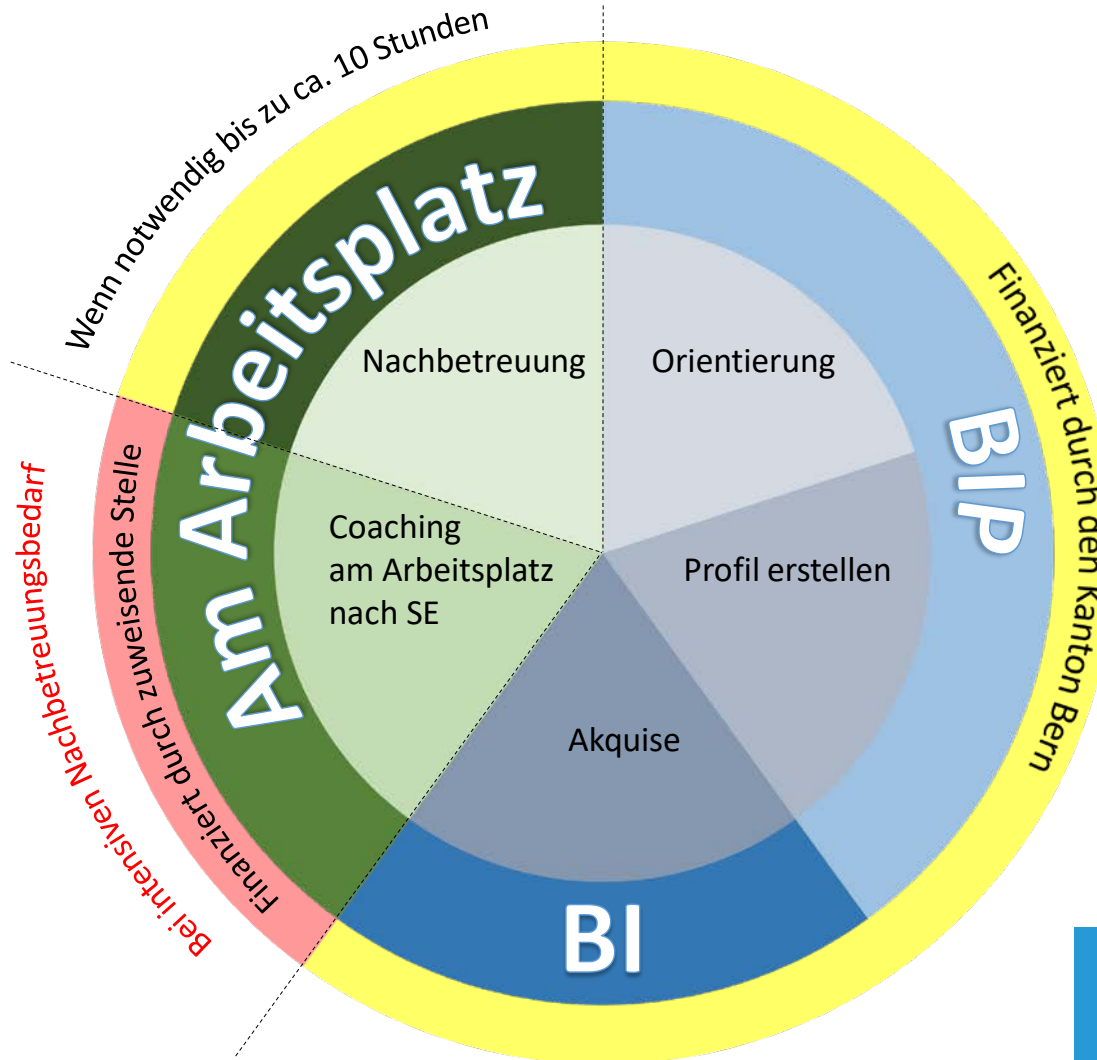 Wenn notwendig bis zu ca. 10 Stunden
Am Arbeitsplatz
Nachbetreuung
Orientierung
Finanziert durch den Kanton Bern
BIP
Coaching
am Arbeitsplatz
nach SE
Profil erstellen
Finanziert durch zuweisende Stelle
Bei intensiven Nachbetreuungsbedarf
Akquise
BI